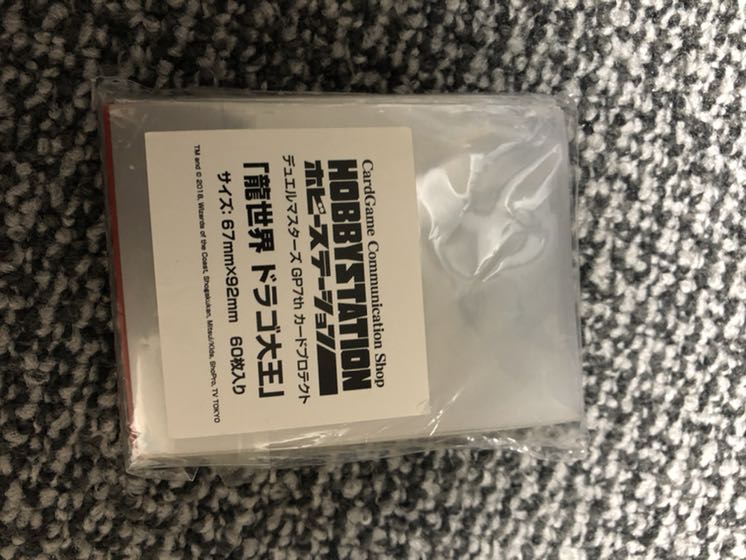 CardGame Communication Shop
HOBBYSTATION
ホビーステーション
デュエルマスターズ GP7th カードプロテクト
「龍世界 ドラゴ大王」
サイズ:67mm×92mm 60枚入り
TM and © 2018, Wizards of the Coast, Shogakukan, Mitsui/Kids, ShoPro, TV TOKYO